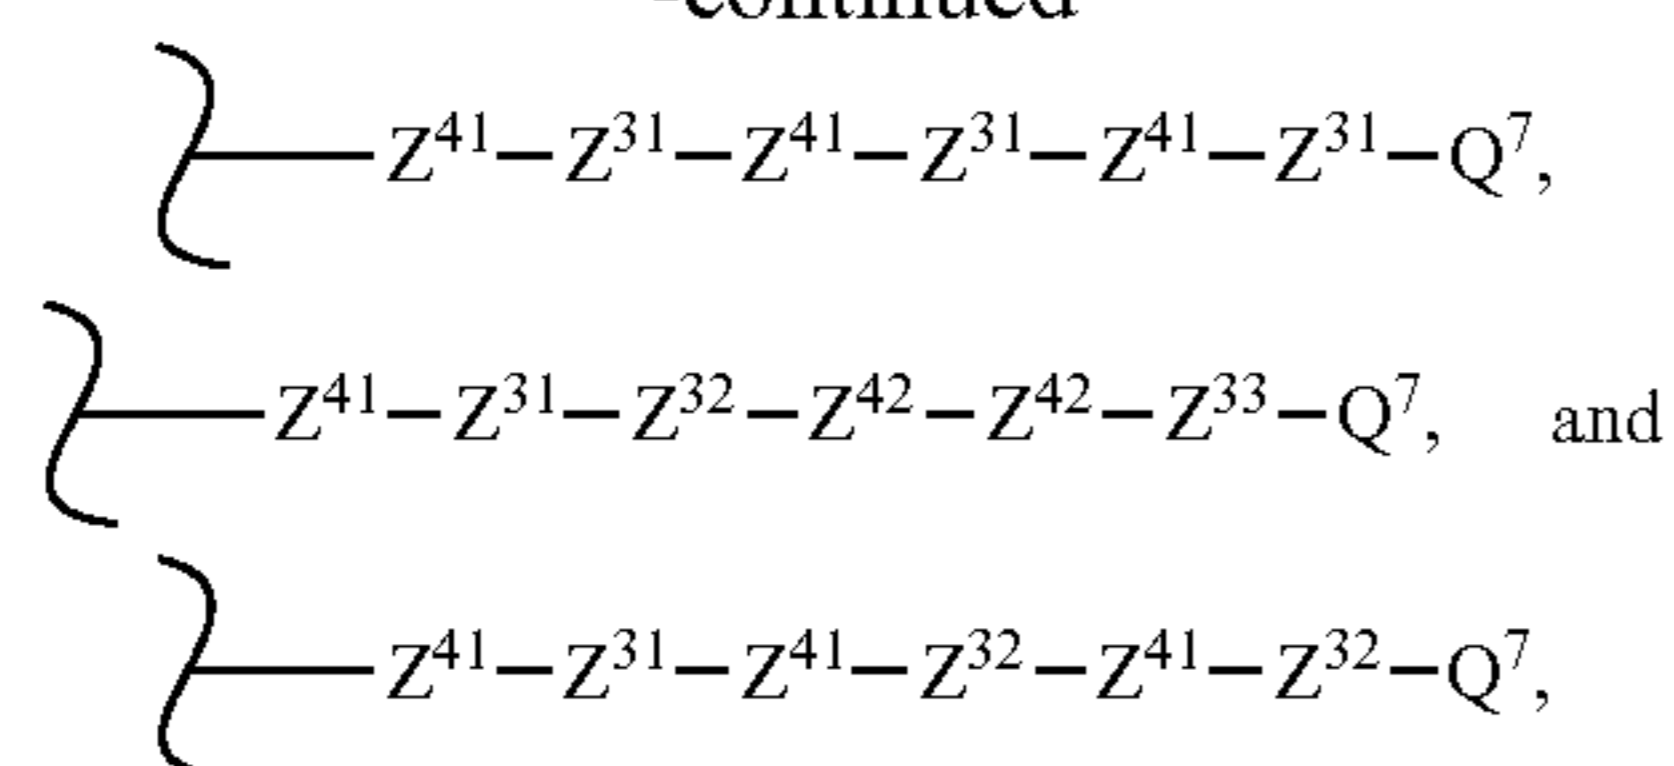 -continued
Z⁴¹—Z³¹—Z⁴¹—Z³¹—Z⁴¹—Z³¹—Q⁷,
Z⁴¹—Z³¹—Z³²—Z⁴²—Z⁴²—Z³³—Q⁷, and
Z⁴¹—Z³¹—Z⁴¹—Z³²—Z⁴¹—Z³²—Q⁷,